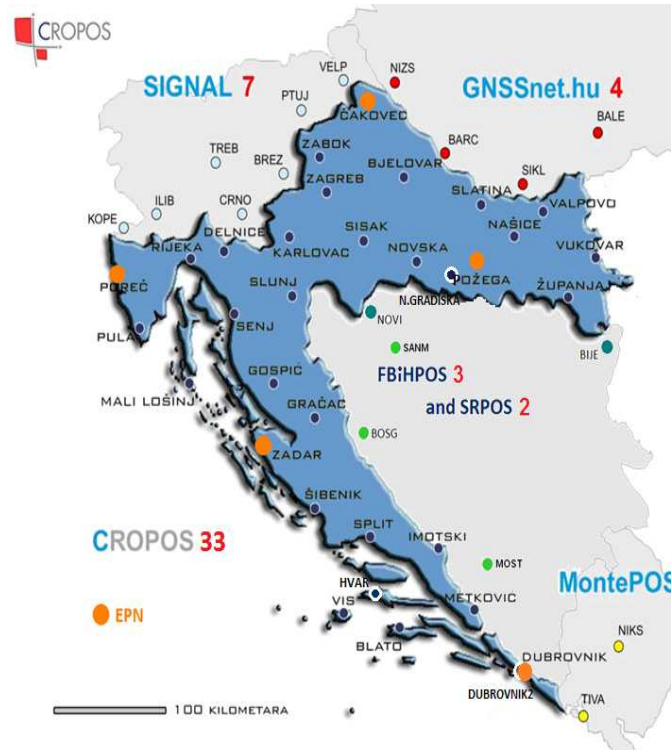 CROPOS
VELP
NIZS
SIGNAL 7
GNSSnet.hu 4
PTUJ
ČAKOVEC
BALE
TREB
ZABOK
BARC
BREZ
BJELOVAR
SIKL
ZAGREB
SLATINA
ILIB
CRNO
VALPOVO
KOPE
DELNICE
SISAK
NAŠICE
RIJEKA
KARLOVAC
NOVSKA
VUKOVAR
POREČ
POŽEGA
SLUNJ
ŽUPANJA
N.GRADISKA
SENJ
NOVI
PULA
SANM
BIJE
GOSPIĆ
FBiHPOS 3
MALI LOŠINJ
and SRPOS 2
GRAČAC
BOSG
ZADAR
ŠIBENIK
SPLIT
IMOTSKI
CROPOS 33
MOST
HVAR
MontePOS
VIS
METKOVIĆ
EPN
NIKS
BLATO
DUBROVNIK
DUBROVNIK2
TIVA
100 KILOMETARA